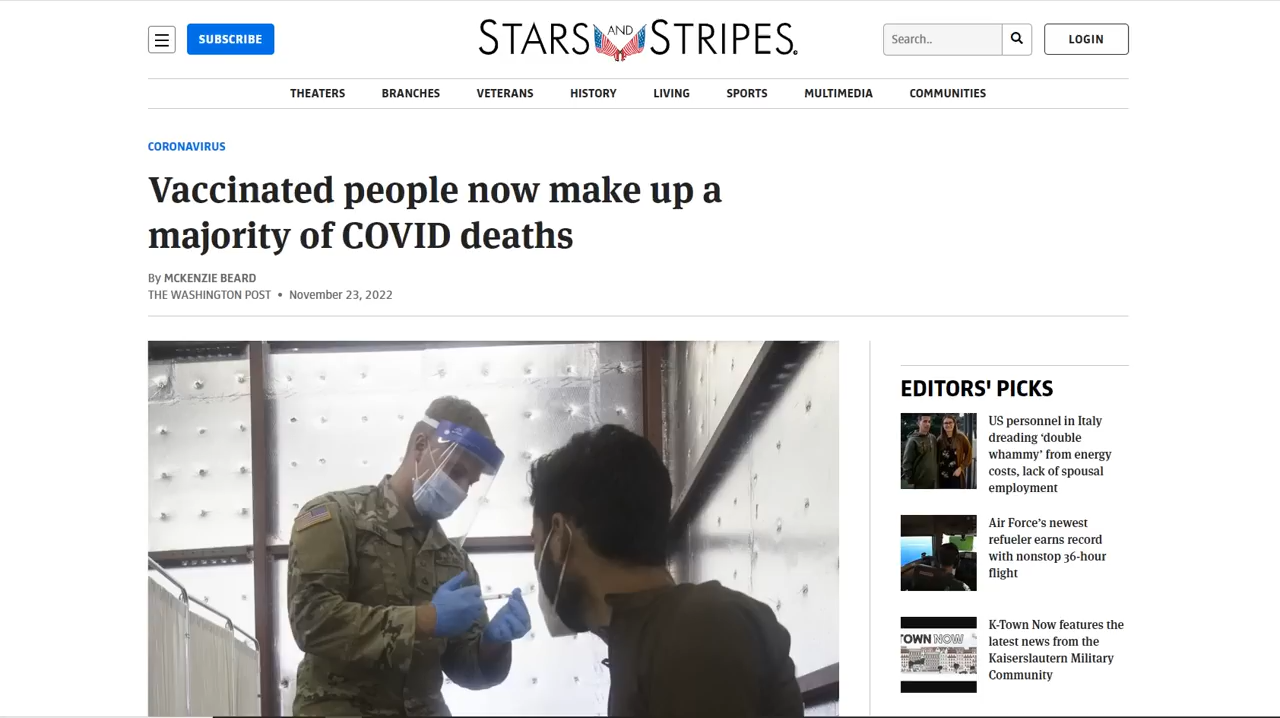 SUBSCRIBE
STARS AND STRIPES.
Search..
LOGIN
THEATERS
BRANCHES
VETERANS
HISTORY
LIVING
SPORTS
MULTIMEDIA
COMMUNITIES
CORONAVIRUS
Vaccinated people now make up a
majority of COVID deaths
By MCKENZIE BEARD
THE WASHINGTON POST • November 23, 2022
EDITORS' PICKS
US personnel in Italy
dreading ‘double
whammy’ from energy
costs, lack of spousal
employment
Air Force’s newest
refueler earns record
with nonstop 36-hour
flight
TOWN NOW
K-Town Now features the
latest news from the
Kaiserslautern Military
Community